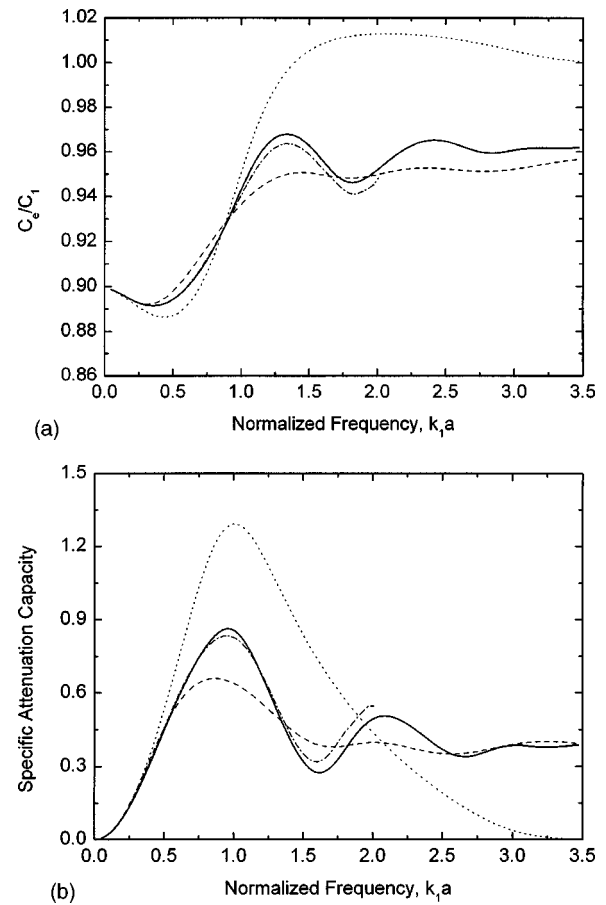 1.02
1.00
0.98
0.96
0.94
0.92
0.90
0.88
0.86
C_e/C_1
0.0 0.5 1.0 1.5 2.0 2.5 3.0 3.5
Normalized Frequency, k₁a
(a)
1.5
1.2
0.9
0.6
0.3
0.0
Specific Attenuation Capacity
0.0 0.5 1.0 1.5 2.0 2.5 3.0 3.5
Normalized Frequency, k₁a
(b)